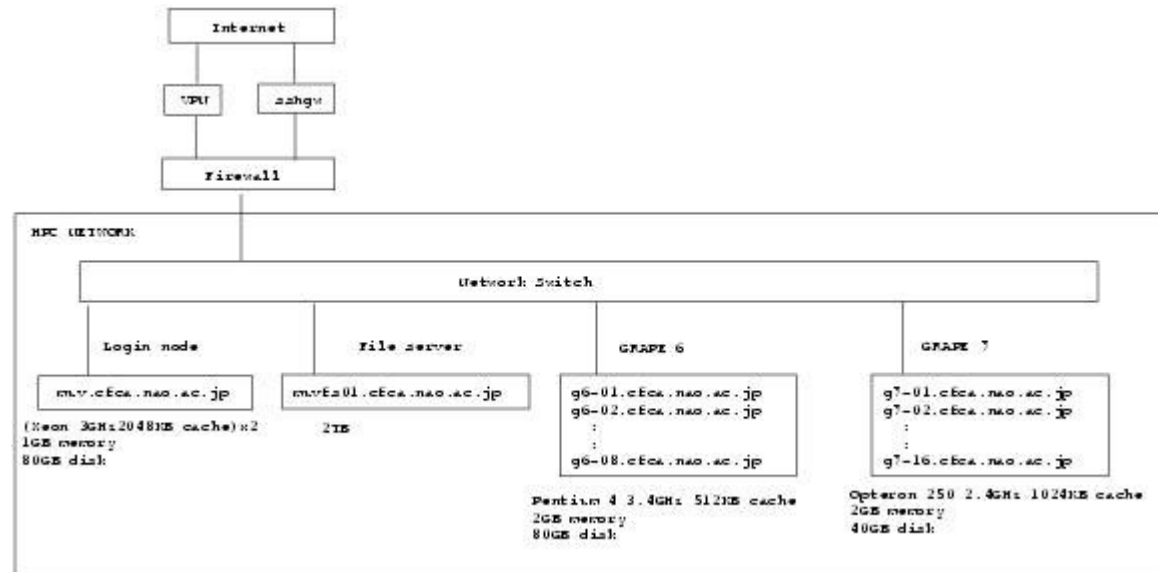 Internet
VPN
sshgw
Firewall
HPC NETWORK
Network Switch
Login node
File server
GRAPE 6
GRAPE 7
muv.cfca.nao.ac.jp
muvfs01.cfca.nao.ac.jp
g6-01.cfca.nao.ac.jp
g6-02.cfca.nao.ac.jp
:
:
g6-08.cfca.nao.ac.jp
g7-01.cfca.nao.ac.jp
g7-02.cfca.nao.ac.jp
:
:
g7-16.cfca.nao.ac.jp
(Xeon 3GHz2048KB cache)x2
1GB memory
80GB disk
2TB
Pentium 4 3.4GHz 512KB cache
2GB memory
80GB disk
Opteron 250 2.4GHz 1024KB cache
2GB memory
40GB disk